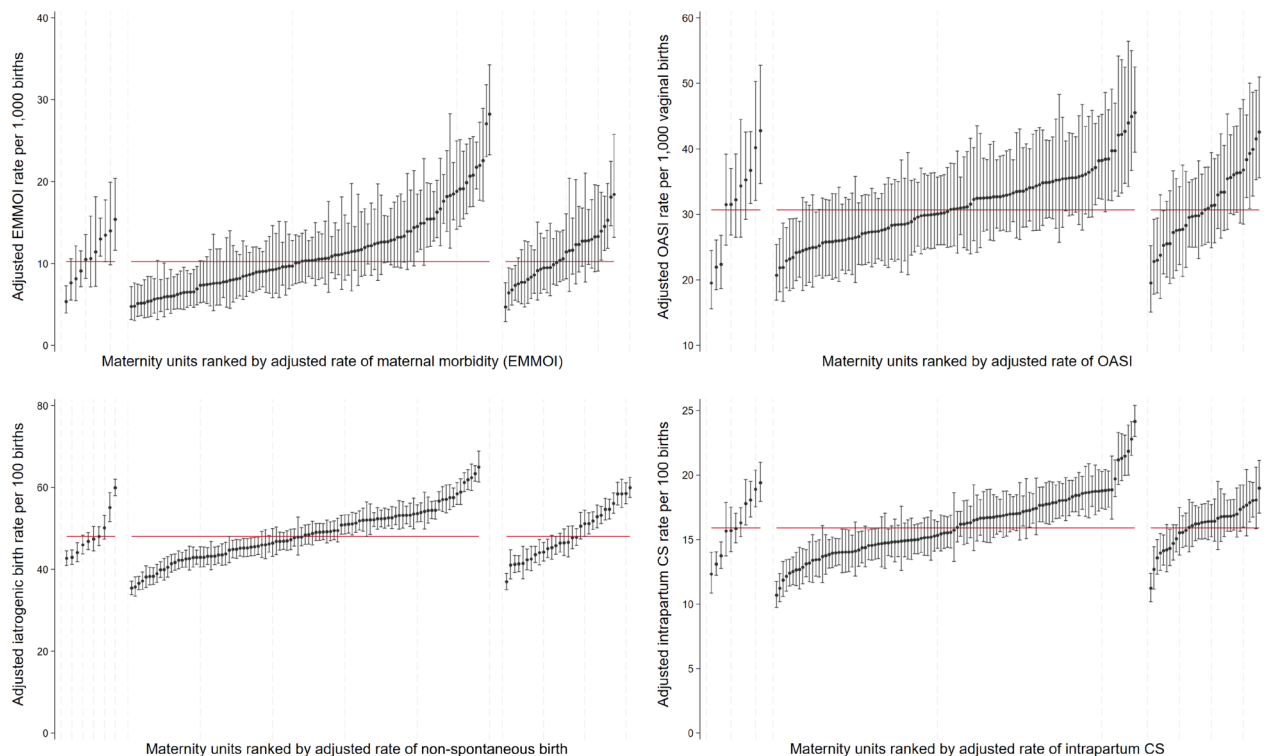 Adjusted EMMOI rate per 1,000 births
40
30
20
10
0
Maternity units ranked by adjusted rate of maternal morbidity (EMMOI)
Adjusted OASI rate per 1,000 vaginal births
60
50
40
30
20
10
Maternity units ranked by adjusted rate of OASI
Adjusted iatrogenic birth rate per 100 births
80
60
40
20
0
Maternity units ranked by adjusted rate of non-spontaneous birth
Adjusted intrapartum CS rate per 100 births
25
20
15
10
5
0
Maternity units ranked by adjusted rate of intrapartum CS